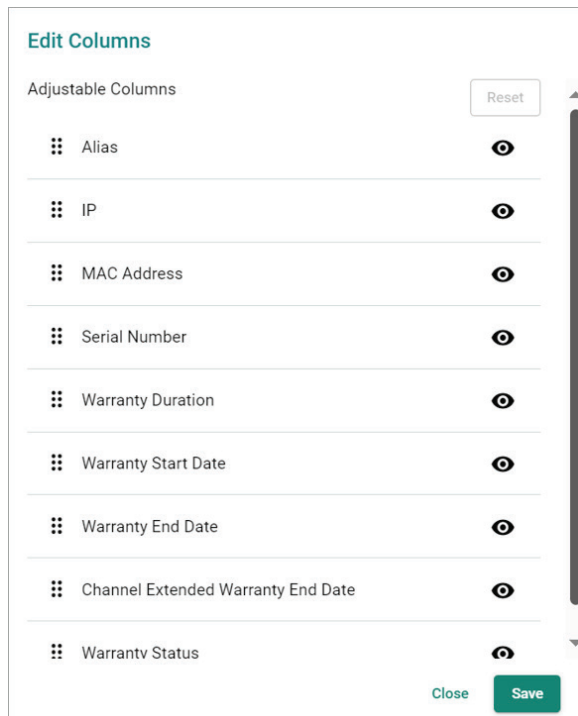 Edit Columns
Adjustable Columns
Reset
Alias
IP
MAC Address
Serial Number
Warranty Duration
Warranty Start Date
Warranty End Date
Channel Extended Warranty End Date
Warranty Status
Close
Save